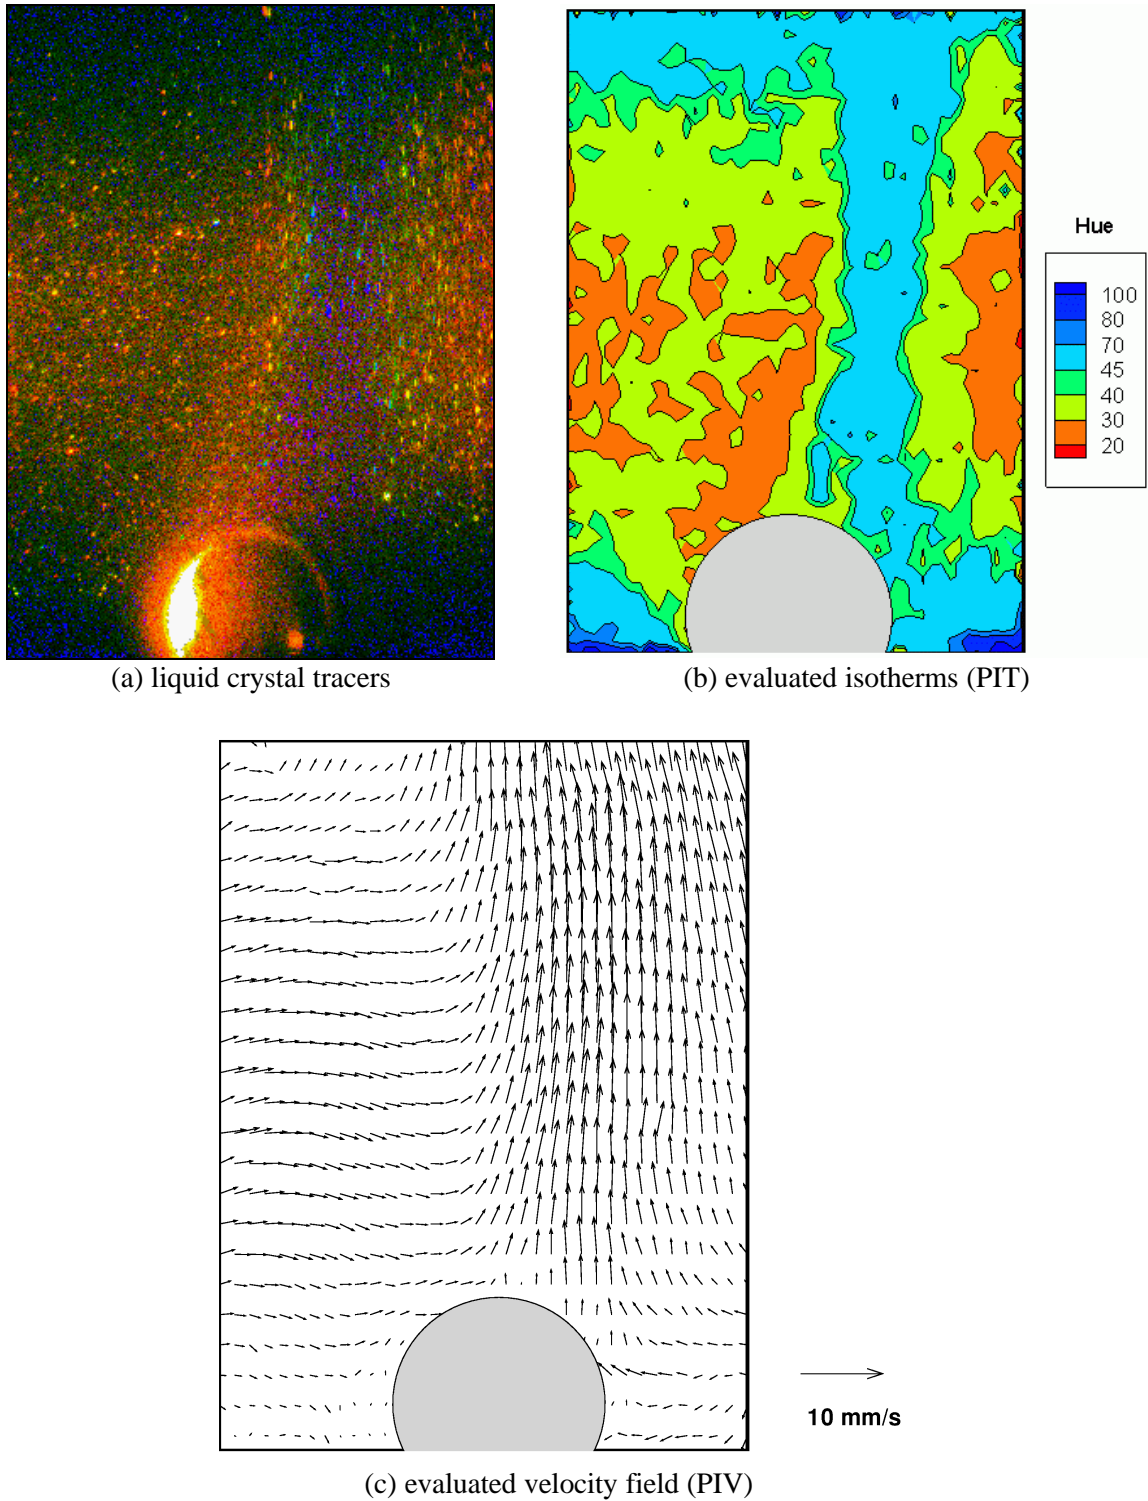 Hue
100
80
70
45
40
30
20
(a) liquid crystal tracers
(b) evaluated isotherms (PIT)
10 mm/s
(c) evaluated velocity field (PIV)